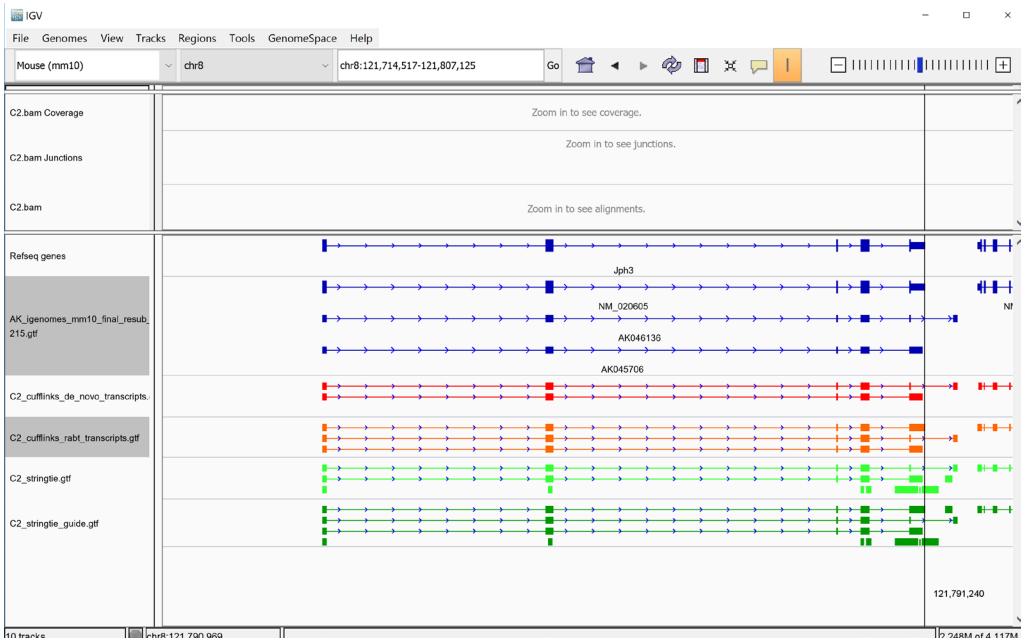 IGV
File Genomes View Tracks Regions Tools GenomeSpace Help
Mouse (mm10) chr8 chr8:121,714,517-121,807,125 Go
C2.bam Coverage
Zoom in to see coverage.
C2.bam Junctions
Zoom in to see junctions.
C2.bam
Zoom in to see alignments.
Refseq genes
Jph3
AK_igenomes_mm10_final_resub_
215.gtf
NM_020605
AK046136
AK045706
C2_cufflinks_de_novo_transcripts.
C2_cufflinks_rabt_transcripts.gtf
C2_stringtie.gtf
C2_stringtie_guide.gtf
121,791,240
10 tracks chr8:121,790,969 2,248M of 4,117M